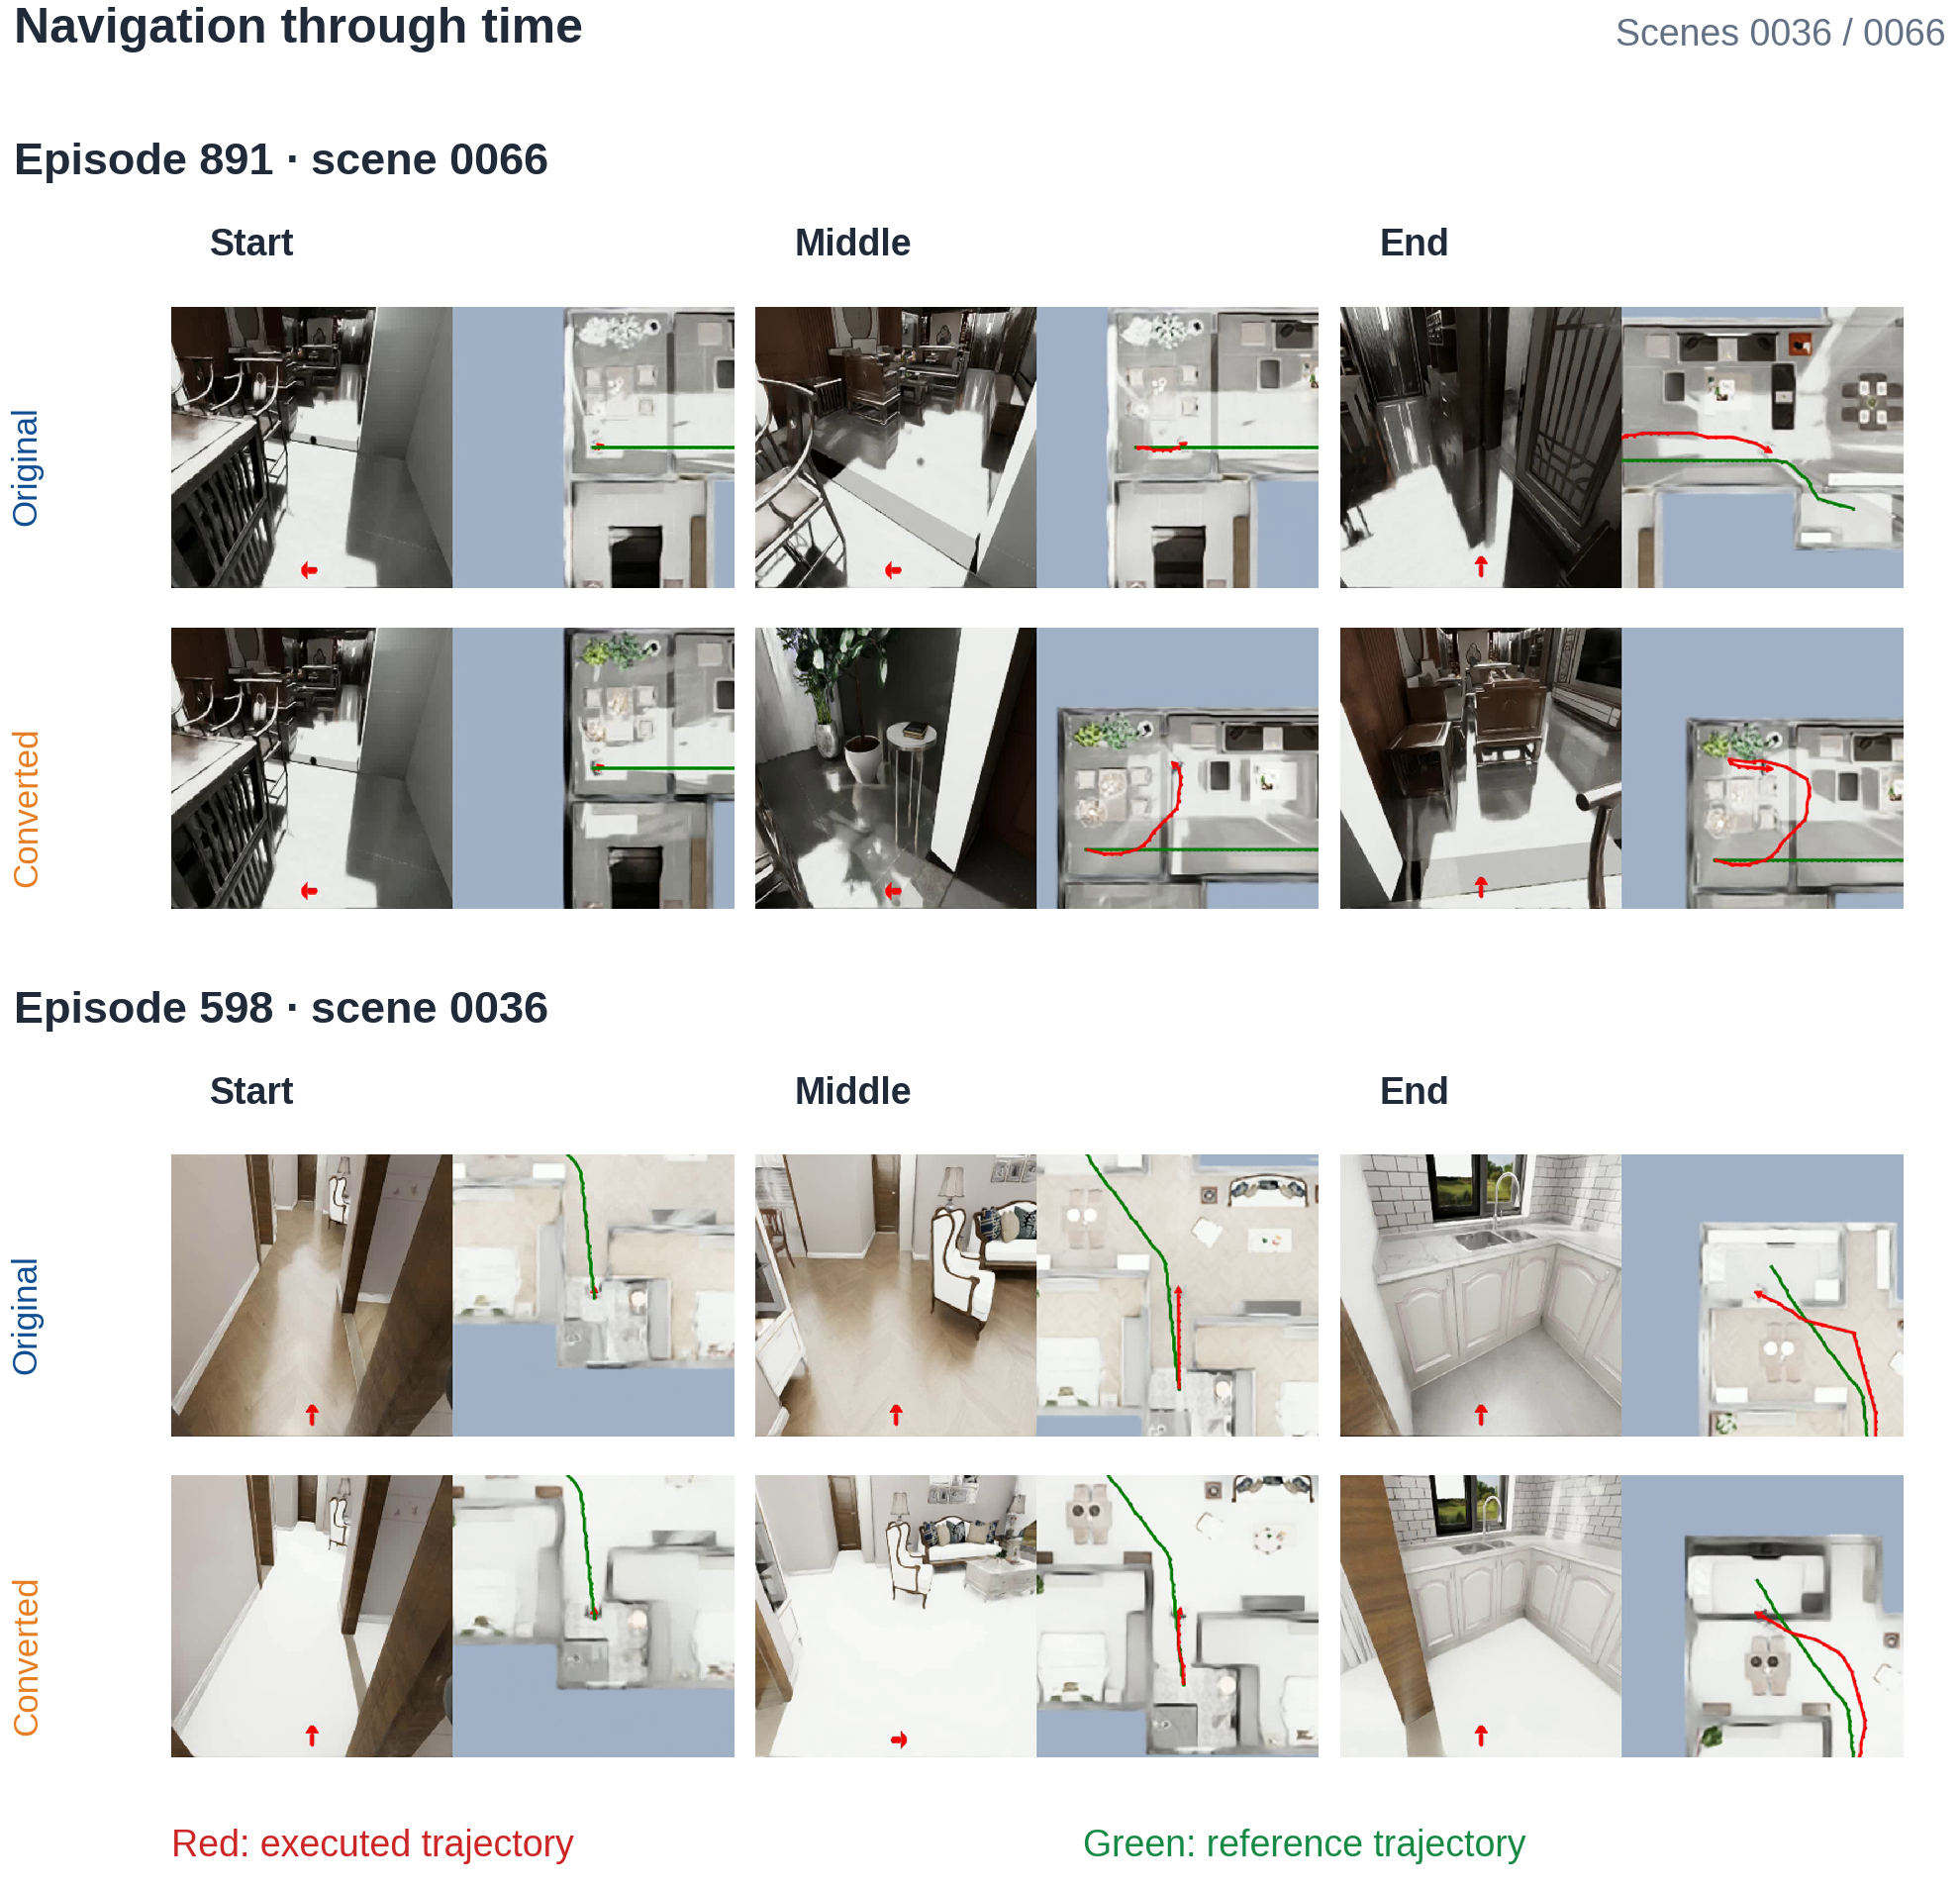 Navigation through time
Scenes 0036 / 0066
Episode 891 · scene 0066
Start
Middle
End
Original
Converted
Episode 598 · scene 0036
Start
Middle
End
Original
Converted
Red: executed trajectory
Green: reference trajectory